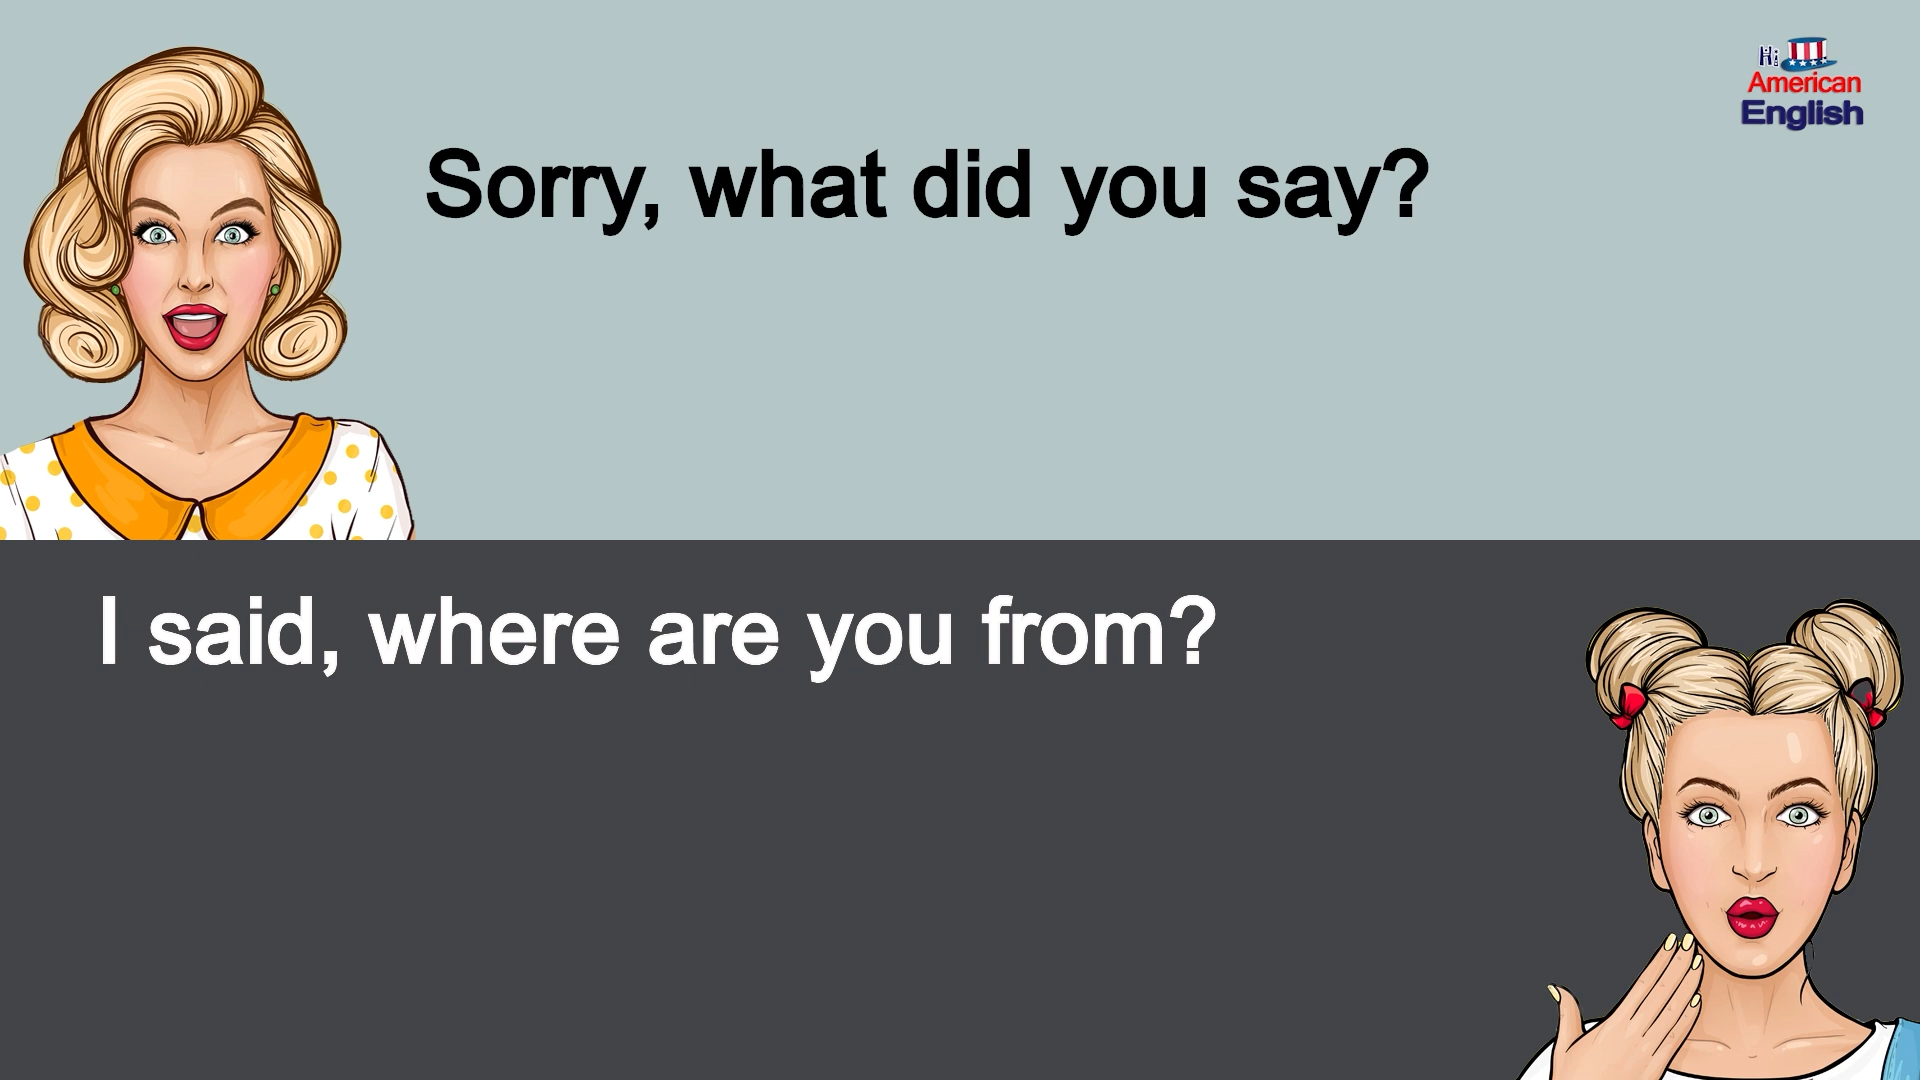 Hi
American
English
Sorry, what did you say?
I said, where are you from?